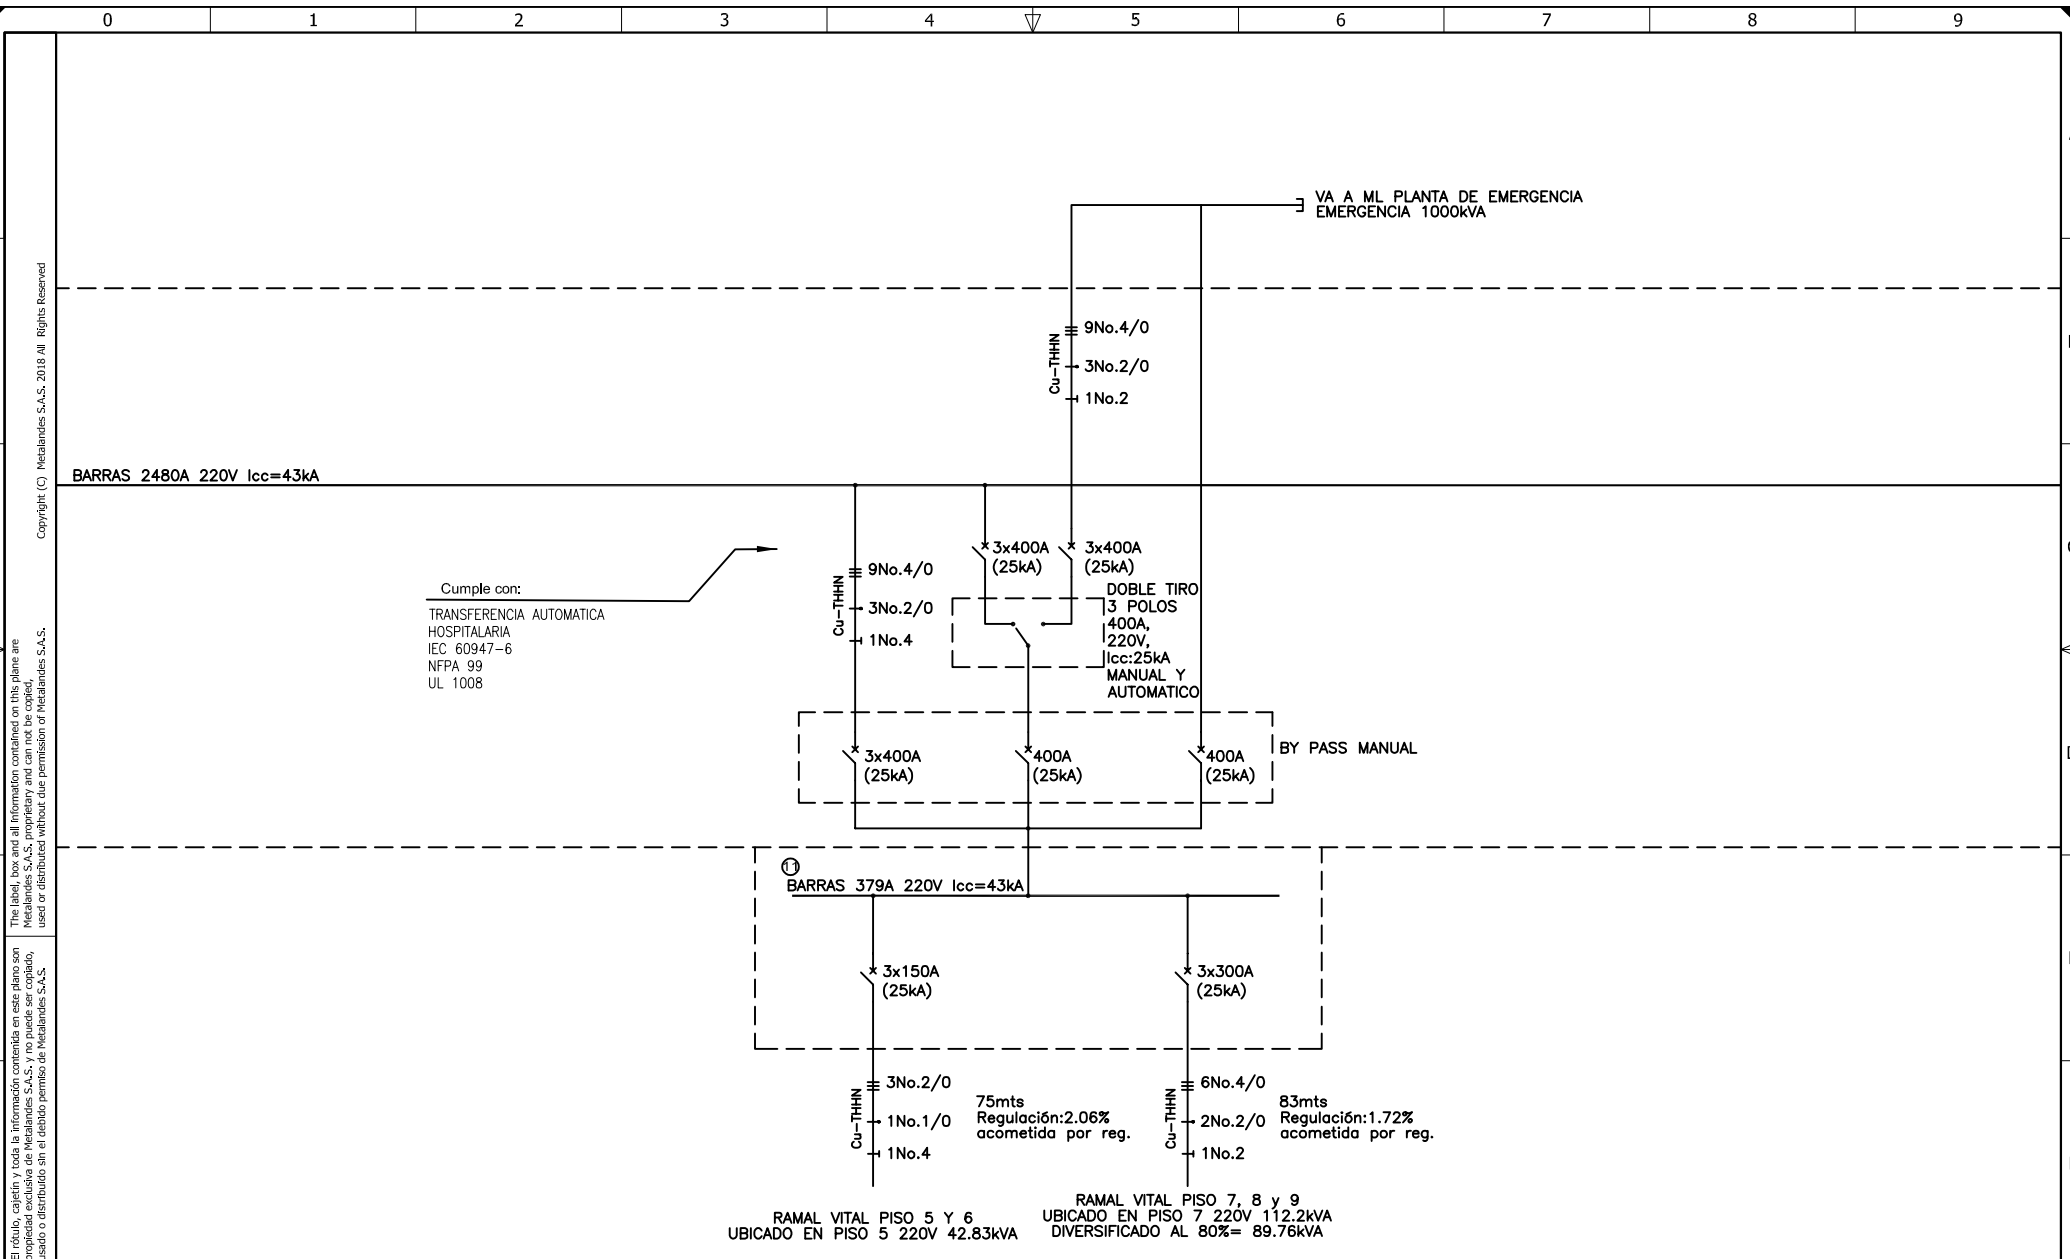 0 1 2 3 4 5 6 7 8 9
VA A ML PLANTA DE EMERGENCIA
EMERGENCIA 1000kVA
Cu-THHN
9No.4/0
3No.2/0
1No.2
BARRAS 2480A 220V Icc=43kA
Cumple con:
TRANSFERENCIA AUTOMATICA
HOSPITALARIA
IEC 60947-6
NFPA 99
UL 1008
Cu-THHN
9No.4/0
3No.2/0
1No.4
3x400A
(25kA)
3x400A
(25kA)
DOBLE TIRO
3 POLOS
400A,
220V,
Icc:25kA
MANUAL Y
AUTOMATICO
3x400A
(25kA)
400A
(25kA)
400A
(25kA)
BY PASS MANUAL
11
BARRAS 379A 220V Icc=43kA
3x150A
(25kA)
3x300A
(25kA)
Cu-THHN
3No.2/0
1No.1/0
1No.4
75mts
Regulación:2.06%
acometida por reg.
Cu-THHN
6No.4/0
2No.2/0
1No.2
83mts
Regulación:1.72%
acometida por reg.
RAMAL VITAL PISO 5 Y 6
UBICADO EN PISO 5 220V 42.83kVA
RAMAL VITAL PISO 7, 8 y 9
UBICADO EN PISO 7 220V 112.2kVA
DIVERSIFICADO AL 80%= 89.76kVA
Copyright (C) Metalandes S.A.S. 2018 All Rights Reserved
The label, box and all information contained on this plane are
Metalandes S.A.S. proprietary and can not be copied,
used or distributed without due permission of Metalandes S.A.S.
El rótulo, cajetín y toda la información contenida en este plano son
propiedad exclusiva de Metalandes S.A.S. y no puede ser copiado,
usado o distribuido sin el debido permiso de Metalandes S.A.S.